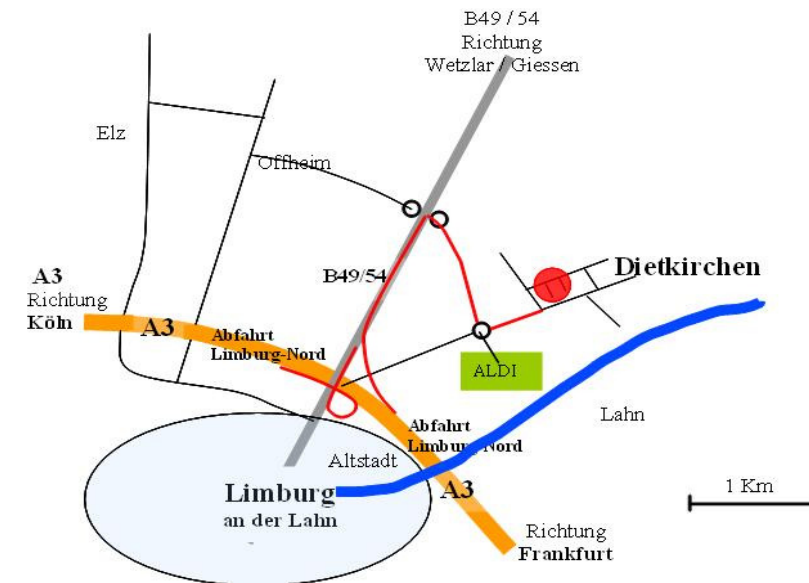 B49 / 54
Richtung
Wetzlar / Giessen
Elz
Offheim
B49/54
Dietkirchen
A3
Richtung
Köln
A3
Abfahrt
Limburg-Nord
ALDI
Abfahrt
Limburg-Nord
Lahn
Altstadt
Limburg
an der Lahn
A3
1 Km
Richtung
Frankfurt